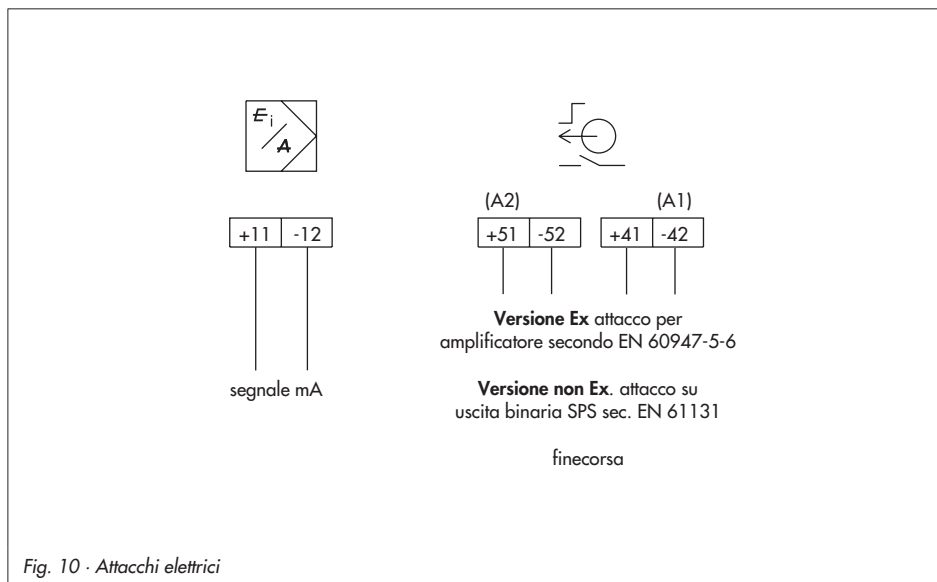 E i
A
(A2) (A1)
+11 -12 +51 -52 +41 -42
Versione Ex attacco per
amplificatore secondo EN 60947-5-6
segnale mA
Versione non Ex. attacco su
uscita binaria SPS sec. EN 61131
finecorsa
Fig. 10 · Attacchi elettrici